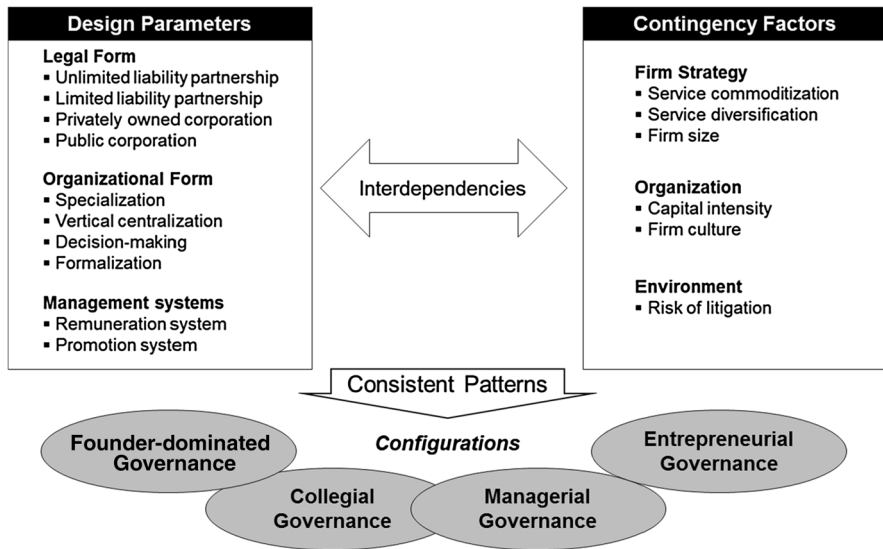 Design Parameters
Legal Form
▪ Unlimited liability partnership
▪ Limited liability partnership
▪ Privately owned corporation
▪ Public corporation
Organizational Form
▪ Specialization
▪ Vertical centralization
▪ Decision-making
▪ Formalization
Management systems
▪ Remuneration system
▪ Promotion system
Interdependencies
Contingency Factors
Firm Strategy
▪ Service commoditization
▪ Service diversification
▪ Firm size
Organization
▪ Capital intensity
▪ Firm culture
Environment
▪ Risk of litigation
Consistent Patterns
Configurations
Founder-dominated
Governance
Collegial
Governance
Managerial
Governance
Entrepreneurial
Governance